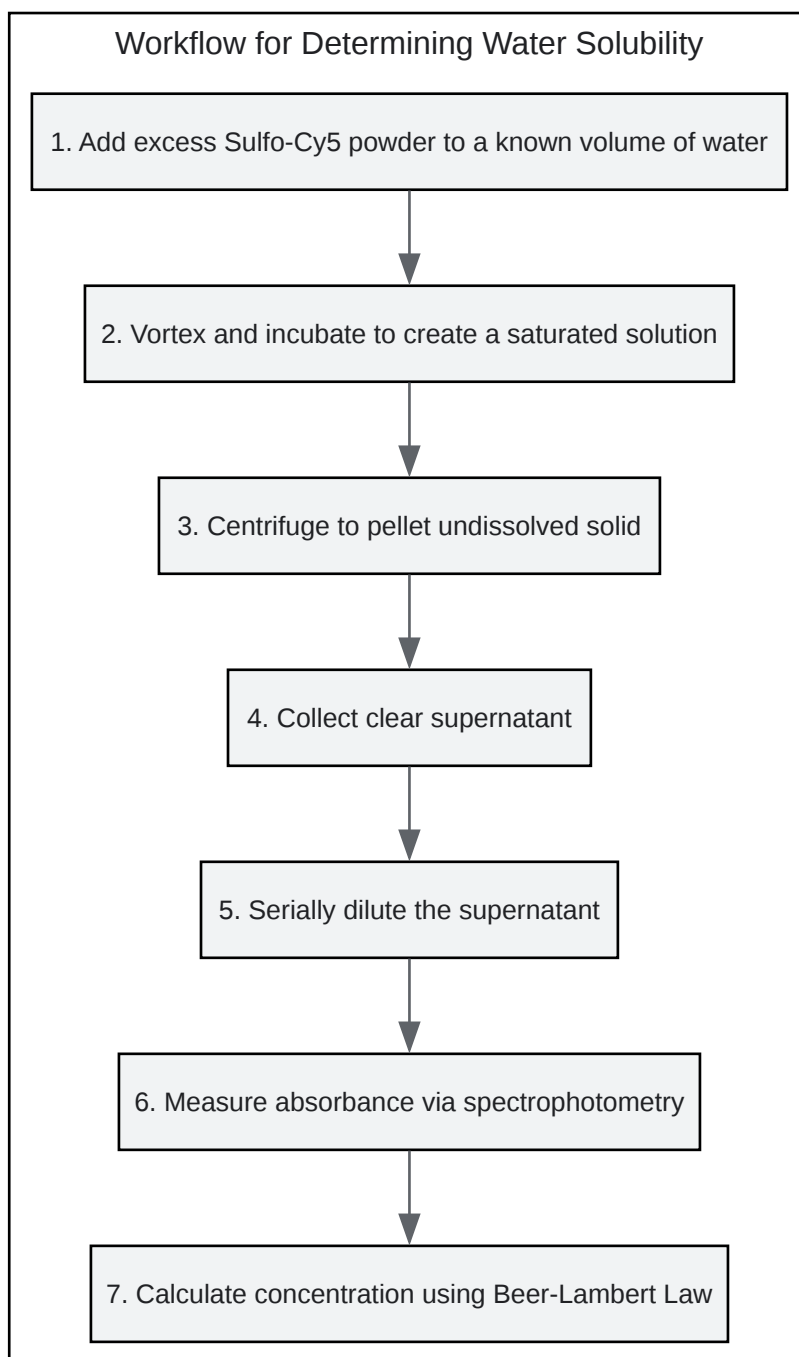 Workflow for Determining Water Solubility
1. Add excess Sulfo-Cy5 powder to a known volume of water
2. Vortex and incubate to create a saturated solution
3. Centrifuge to pellet undissolved solid
4. Collect clear supernatant
5. Serially dilute the supernatant
6. Measure absorbance via spectrophotometry
7. Calculate concentration using Beer-Lambert Law